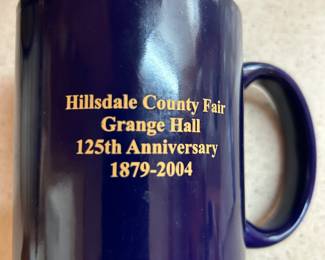 Hillsdale County Fair
Grange Hall
125th Anniversary
1879-2004